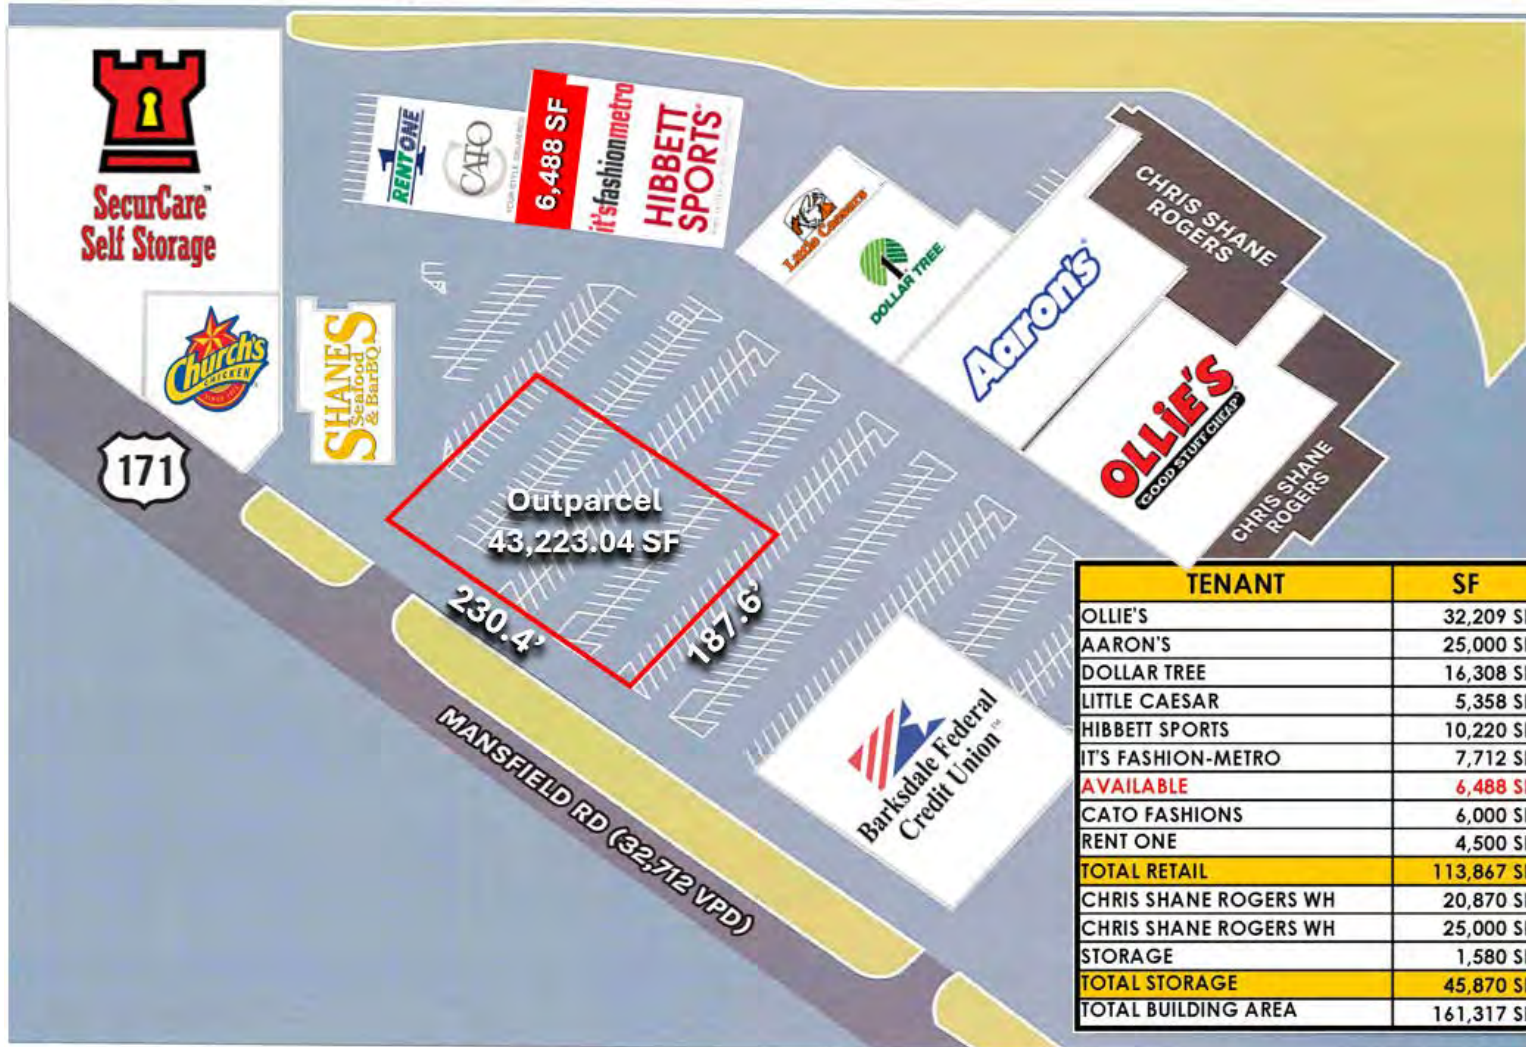 SecurCare™
Self Storage
Church's
CHICKEN
SHANE'S
Seafood
& BarBQ
171
RENT ONE
1
CATO
6,488 SF
it'sfashionmetro
HIBBETT
SPORTS
Little Caesars
1
DOLLAR TREE
Aaron's
OLLiE'S
GOOD STUFF CHEAP
CHRIS SHANE
ROGERS
CHRIS SHANE
ROGERS
Outparcel
43,223.04 SF
230.4'
187.6'
Barksdale Federal
Credit Union™
MANSFIELD RD (32,712 VPD)
TENANT SF
OLLIE'S 32,209 S
AARON'S 25,000 S
DOLLAR TREE 16,308 S
LITTLE CAESAR 5,358 S
HIBBETT SPORTS 10,220 S
IT'S FASHION-METRO 7,712 S
AVAILABLE 6,488 S
CATO FASHIONS 6,000 S
RENT ONE 4,500 S
TOTAL RETAIL 113,867 S
CHRIS SHANE ROGERS WH 20,870 S
CHRIS SHANE ROGERS WH 25,000 S
STORAGE 1,580 S
TOTAL STORAGE 45,870 S
TOTAL BUILDING AREA 161,317 S